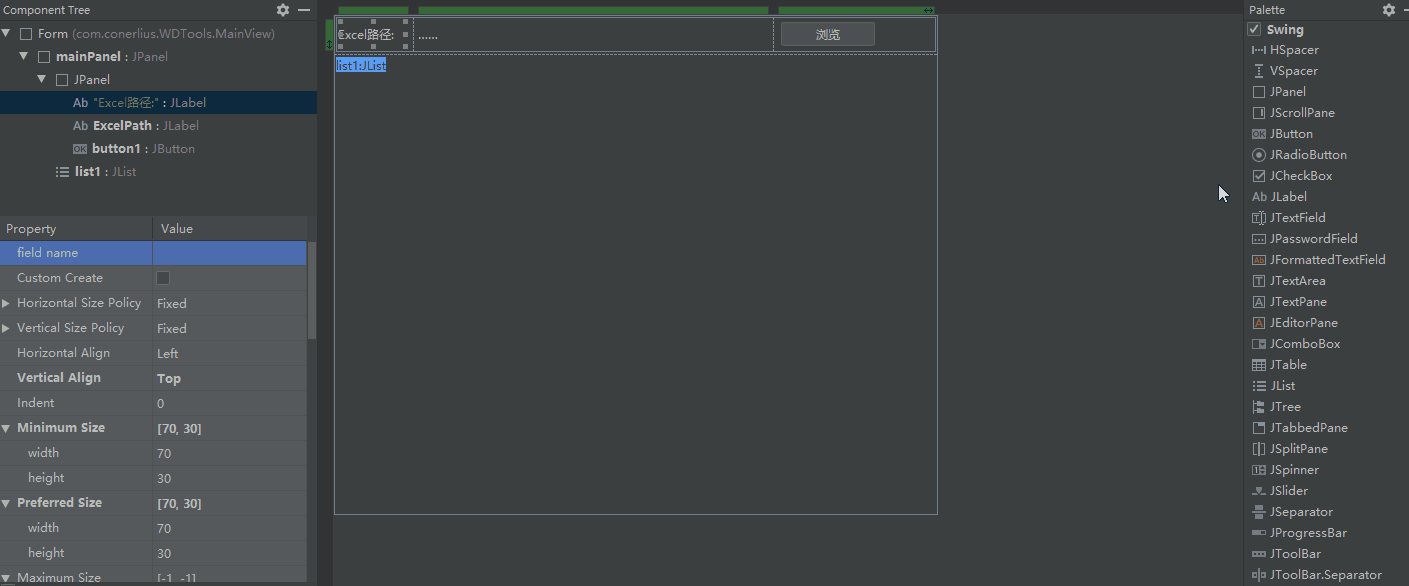 Component Tree
Form (com.conerlius.WDTools.MainView)
mainPanel : JPanel
JPanel
Ab "Excel路径:" : JLabel
Ab ExcelPath : JLabel
OK button1 : JButton
list1 : JList
Property Value
field name
Custom Create
Horizontal Size Policy Fixed
Vertical Size Policy Fixed
Horizontal Align Left
Vertical Align Top
Indent 0
Minimum Size [70, 30]
width 70
height 30
Preferred Size [70, 30]
width 70
height 30
Maximum Size [-1, -1]
Excel路径: ...... 浏览
list1:JList
Palette
Swing
HSpacer
VSpacer
JPanel
JScrollPane
OK JButton
JRadioButton
JCheckBox
Ab JLabel
JTextField
JPasswordField
Ab JFormattedTextField
JTextArea
JTextPane
JEditorPane
JComboBox
JTable
JList
JTree
JTabbedPane
JSplitPane
JSpinner
JSlider
JSeparator
JProgressBar
JToolBar
JToolBar.Separator